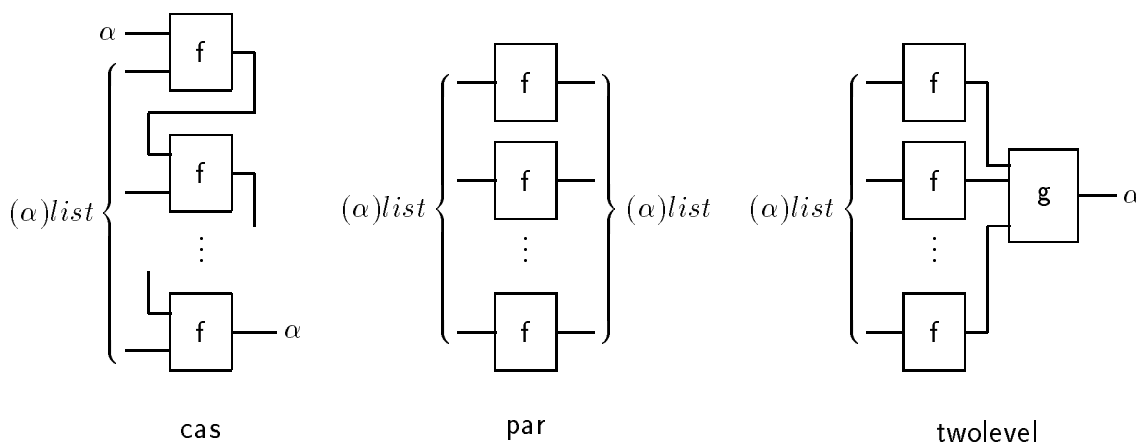 α
f
f
(α)list
⋮
f
α
cas
f
f
(α)list
(α)list
⋮
f
par
f
f
(α)list
g
α
⋮
f
twolevel